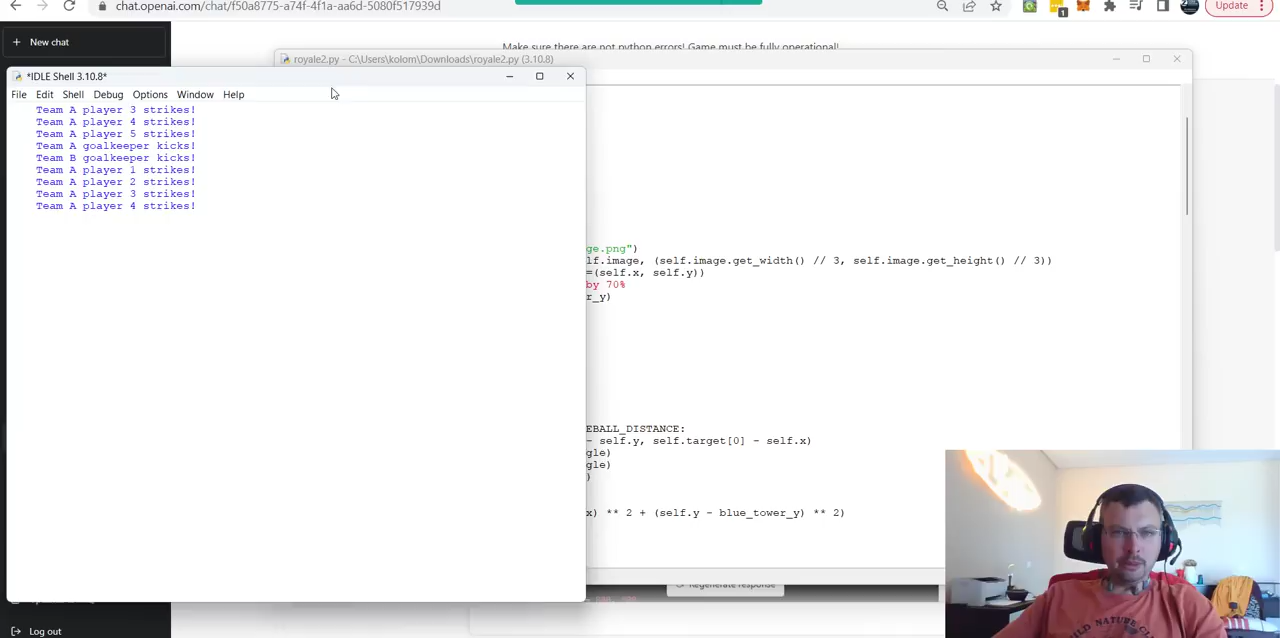 chat.openai.com/chat/f50a8775-a74f-4f1a-aa6d-5080f517939d
1
Update
New chat
Make sure there are not python errors! Game must be fully operational!
royale2.py - C:\Users\kolom\Downloads\royale2.py (3.10.8)
*IDLE Shell 3.10.8*
File Edit Shell Debug Options Window Help
Team A player 3 strikes!
Team A player 4 strikes!
Team A player 5 strikes!
Team A goalkeeper kicks!
Team B goalkeeper kicks!
Team A player 1 strikes!
Team A player 2 strikes!
Team A player 3 strikes!
Team A player 4 strikes!
ge.png")
lf.image, (self.image.get_width() // 3, self.image.get_height() // 3))
=(self.x, self.y))
by 70%
r_y)
EBALL_DISTANCE:
- self.y, self.target[0] - self.x)
gle)
gle)
)
x) ** 2 + (self.y - blue_tower_y) ** 2)
Regenerate response
Log out